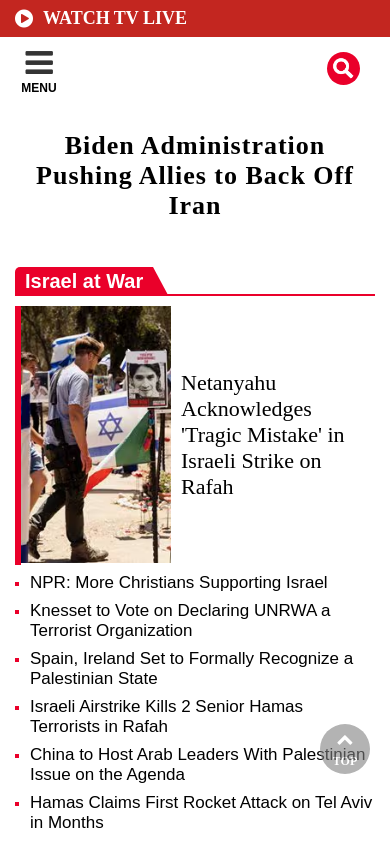 WATCH TV LIVE
MENU
Biden Administration
Pushing Allies to Back Off
Iran
Israel at War
Netanyahu
Acknowledges
'Tragic Mistake' in
Israeli Strike on
Rafah
NPR: More Christians Supporting Israel
Knesset to Vote on Declaring UNRWA a
Terrorist Organization
Spain, Ireland Set to Formally Recognize a
Palestinian State
Israeli Airstrike Kills 2 Senior Hamas
Terrorists in Rafah
China to Host Arab Leaders With Palestinian
Issue on the Agenda
TOP
Hamas Claims First Rocket Attack on Tel Aviv
in Months